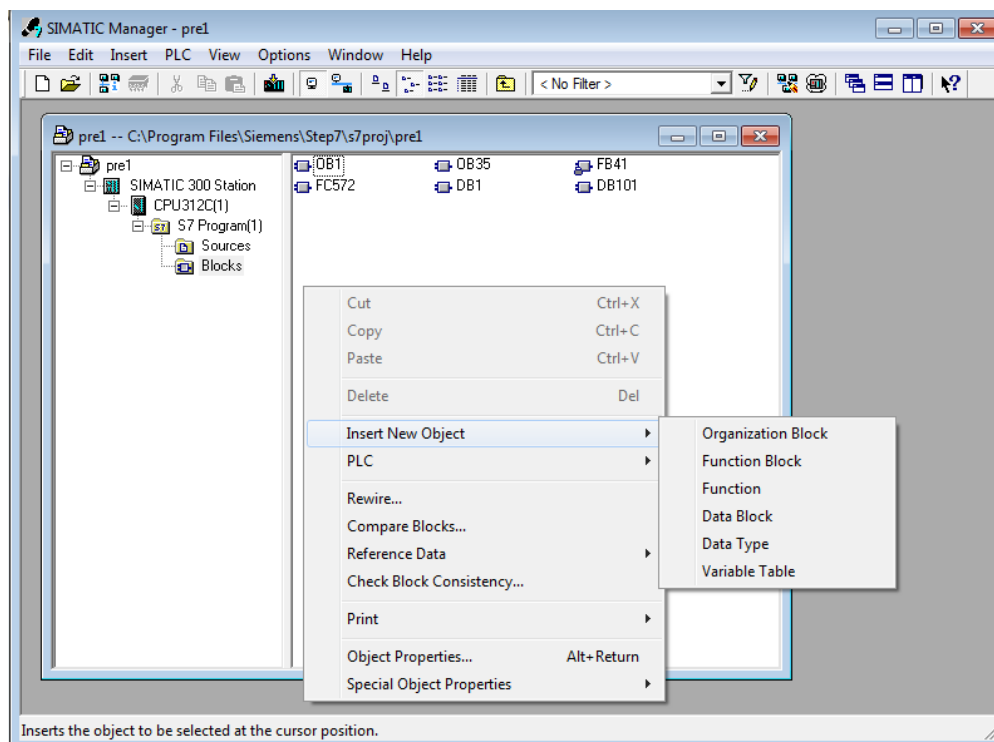 SIMATIC Manager - pre1
File Edit Insert PLC View Options Window Help
< No Filter >
pre1 -- C:\Program Files\Siemens\Step7\s7proj\pre1
pre1
SIMATIC 300 Station
CPU312C(1)
S7 Program(1)
Sources
Blocks
OB1 OB35 FB41
FC572 DB1 DB101
Cut Ctrl+X
Copy Ctrl+C
Paste Ctrl+V
Delete Del
Insert New Object
PLC
Rewire...
Compare Blocks...
Reference Data
Check Block Consistency...
Print
Object Properties... Alt+Return
Special Object Properties
Organization Block
Function Block
Function
Data Block
Data Type
Variable Table
Inserts the object to be selected at the cursor position.